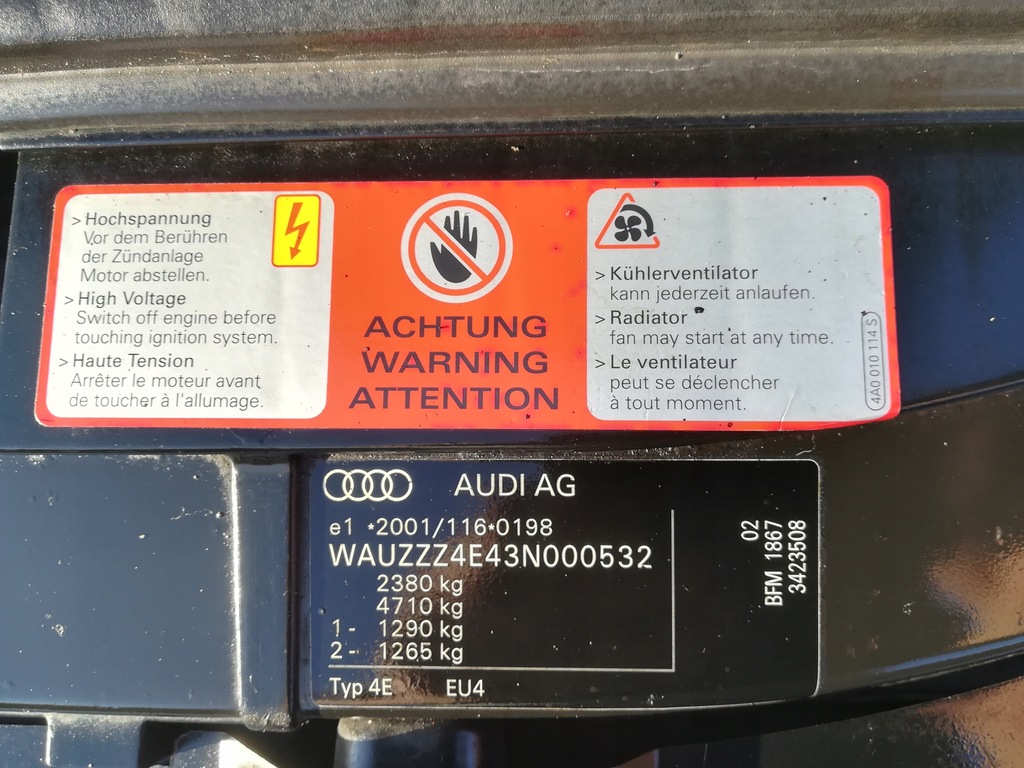 > Hochspannung
Vor dem Berühren
der Zündanlage
Motor abstellen.
> High Voltage
Switch off engine before
touching ignition system.
> Haute Tension
Arrêter le moteur avant
de toucher à l'allumage.
ACHTUNG
WARNING
ATTENTION
> Kühlerventilator
kann jederzeit anlaufen.
> Radiator
fan may start at any time.
> Le ventilateur
peut se déclencher
à tout moment.
4A0 010 114 S
AUDI AG
e1 *2001/116*0198
WAUZZZ4E43N000532
2380 kg
4710 kg
1- 1290 kg
2- 1265 kg
Typ 4E EU4
02
BFM 1867
3423508